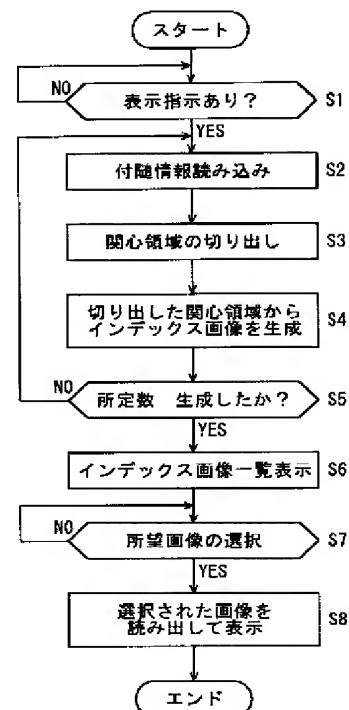 スタート
NO
表示指示あり？ S1
YES
付随情報読み込み S2
関心領域の切り出し S3
切り出した関心領域から
インデックス画像を生成 S4
NO
所定数 生成したか？ S5
YES
インデックス画像一覧表示 S6
NO
所望画像の選択 S7
YES
選択された画像を
読み出して表示 S8
エンド